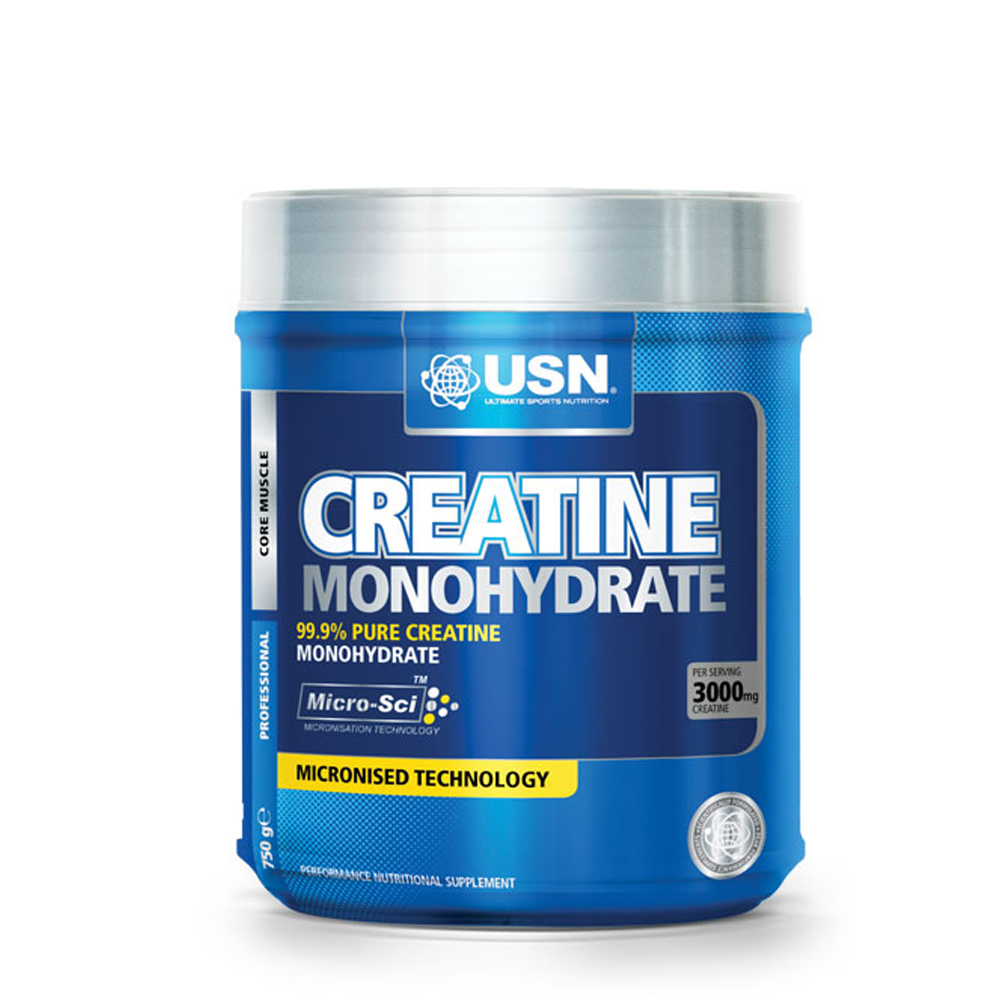 USN®
ULTIMATE SPORTS NUTRITION
CREATINE
MONOHYDRATE
99.9% PURE CREATINE
MONOHYDRATE
Micro-Sci™
MICRONISATION TECHNOLOGY
PER SERVING
3000mg
CREATINE
MICRONISED TECHNOLOGY
PERFORMANCE NUTRITIONAL SUPPLEMENT
CORE MUSCLE
PROFESSIONAL
750 g℮